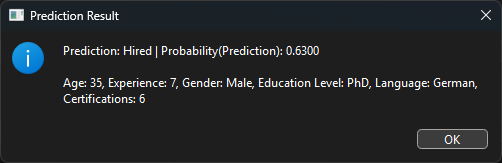 Prediction Result
Prediction: Hired | Probability(Prediction): 0.6300
Age: 35, Experience: 7, Gender: Male, Education Level: PhD, Language: German,
Certifications: 6
OK